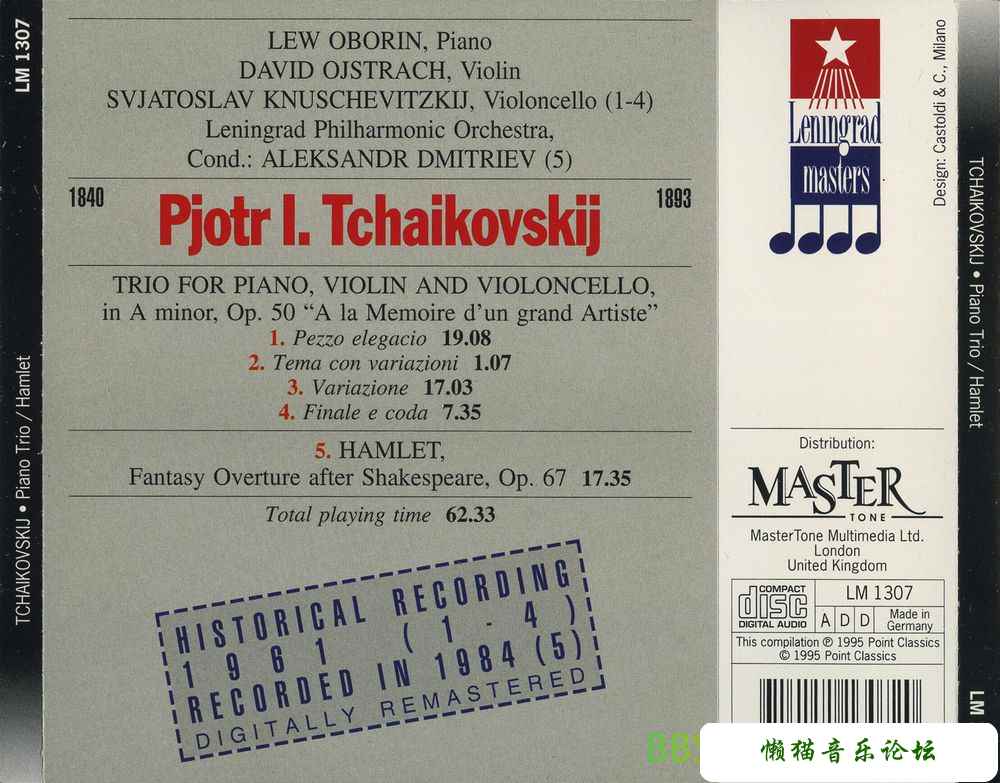 LM 1307
TCHAIKOVSKIJ • Piano Trio / Hamlet
LEW OBORIN, Piano
DAVID OJSTRACH, Violin
SVJATOSLAV KNUSCHEVITZKIJ, Violoncello (1-4)
Leningrad Philharmonic Orchestra,
Cond.: ALEKSANDR DMITRIEV (5)
1840
1893
Pjotr I. Tchaikovskij
TRIO FOR PIANO, VIOLIN AND VIOLONCELLO,
in A minor, Op. 50 “A la Memoire d'un grand Artiste”
1. Pezzo elegacio 19.08
2. Tema con variazioni 1.07
3. Variazione 17.03
4. Finale e coda 7.35
5. HAMLET,
Fantasy Overture after Shakespeare, Op. 67 17.35
Total playing time 62.33
HISTORICAL RECORDING
1961 (1-4)
RECORDED IN 1984 (5)
DIGITALLY REMASTERED
Leningrad
masters
Design: Castoldi & C., Milano
Distribution:
MASTER
TONE
MasterTone Multimedia Ltd.
London
United Kingdom
COMPACT
disc
DIGITAL AUDIO
LM 1307
A D D
Made in
Germany
This compilation ℗ 1995 Point Classics
© 1995 Point Classics
TCHAIKOVSKIJ • Piano Trio / Hamlet
LM
懒猫音乐论坛